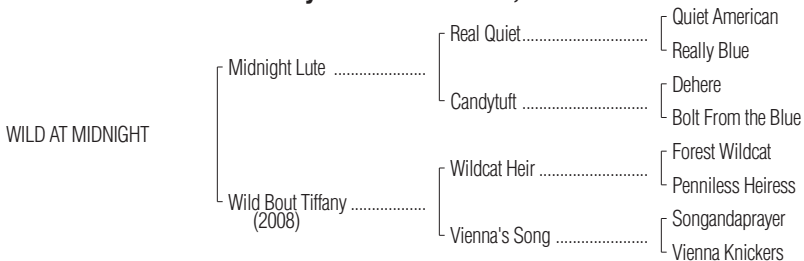 Quiet American
Real Quiet......................
Really Blue
Midnight Lute ......................
Dehere
Candytuft ......................
Bolt From the Blue
WILD AT MIDNIGHT
Forest Wildcat
Wildcat Heir ......................
Penniless Heiress
Wild Bout Tiffany ..................
(2008)
Songandaprayer
Vienna's Song ......................
Vienna Knickers